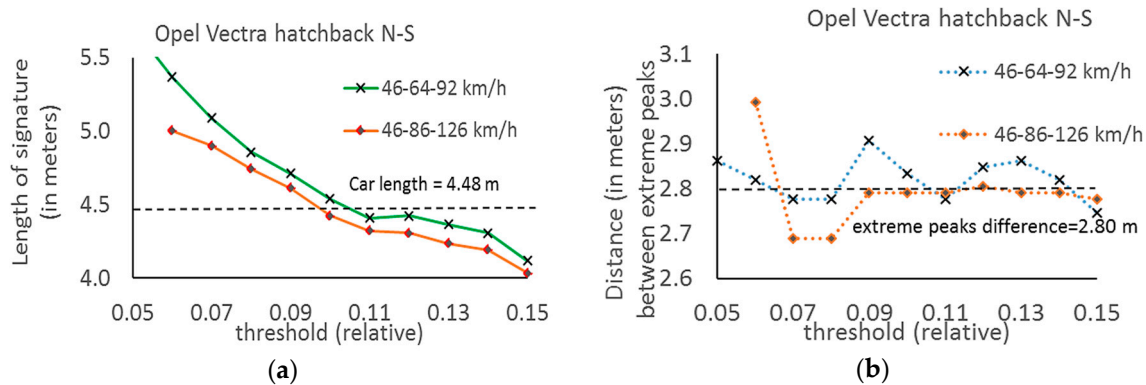 Opel Vectra hatchback N-S
Length of signature
(in meters)
5.5
5.0
4.5
4.0
46-64-92 km/h
46-86-126 km/h
Car length = 4.48 m
0.05 0.07 0.09 0.11 0.13 0.15
threshold (relative)
(a)
Opel Vectra hatchback N-S
Distance (in meters)
between extreme peaks
3.1
3.0
2.9
2.8
2.7
2.6
46-64-92 km/h
46-86-126 km/h
extreme peaks difference=2.80 m
0.05 0.07 0.09 0.11 0.13 0.15
threshold (relative)
(b)